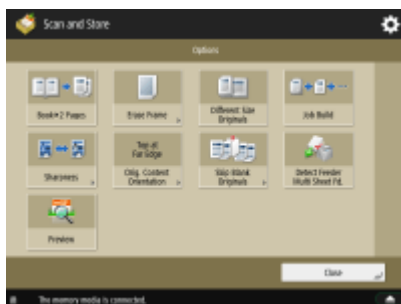 Scan and Store
Options
Book▸2 Pages
Erase Frame
Different Size
Originals
Job Build
Sharpness
Top at
Far Edge
Orig. Content
Orientation
Skip Blank
Originals
Detect Feeder
Multi Sheet Fd.
Preview
Close
The memory media is connected.